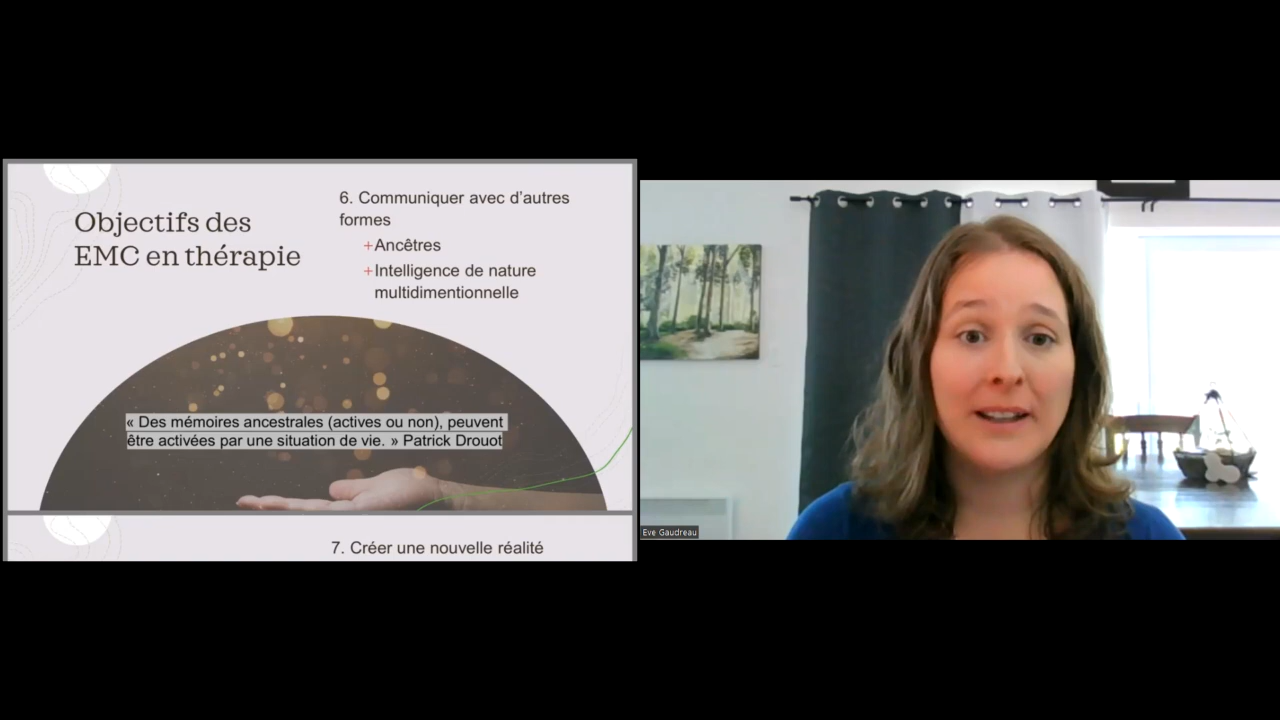 Objectifs des
EMC en thérapie
6. Communiquer avec d’autres
formes
+Ancêtres
+Intelligence de nature
multidimentionnelle
« Des mémoires ancestrales (actives ou non), peuvent
être activées par une situation de vie. » Patrick Drouot
7. Créer une nouvelle réalité
Eve Gaudreau